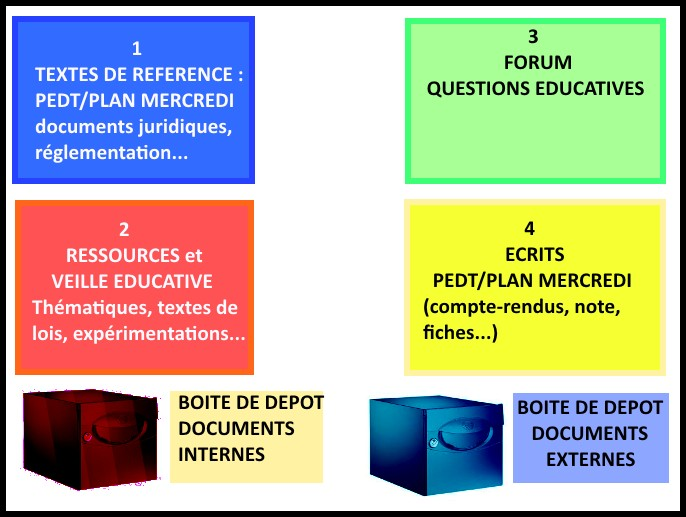 1
TEXTES DE REFERENCE :
PEDT/PLAN MERCREDI
documents juridiques,
réglementation...
2
RESSOURCES et
VEILLE EDUCATIVE
Thématiques, textes de
lois, expérimentations...
3
FORUM
QUESTIONS EDUCATIVES
4
ECRITS
PEDT/PLAN MERCREDI
(compte-rendus, note,
fiches...)
BOITE DE DEPOT
DOCUMENTS
INTERNES
BOITE DE DEPOT
DOCUMENTS
EXTERNES